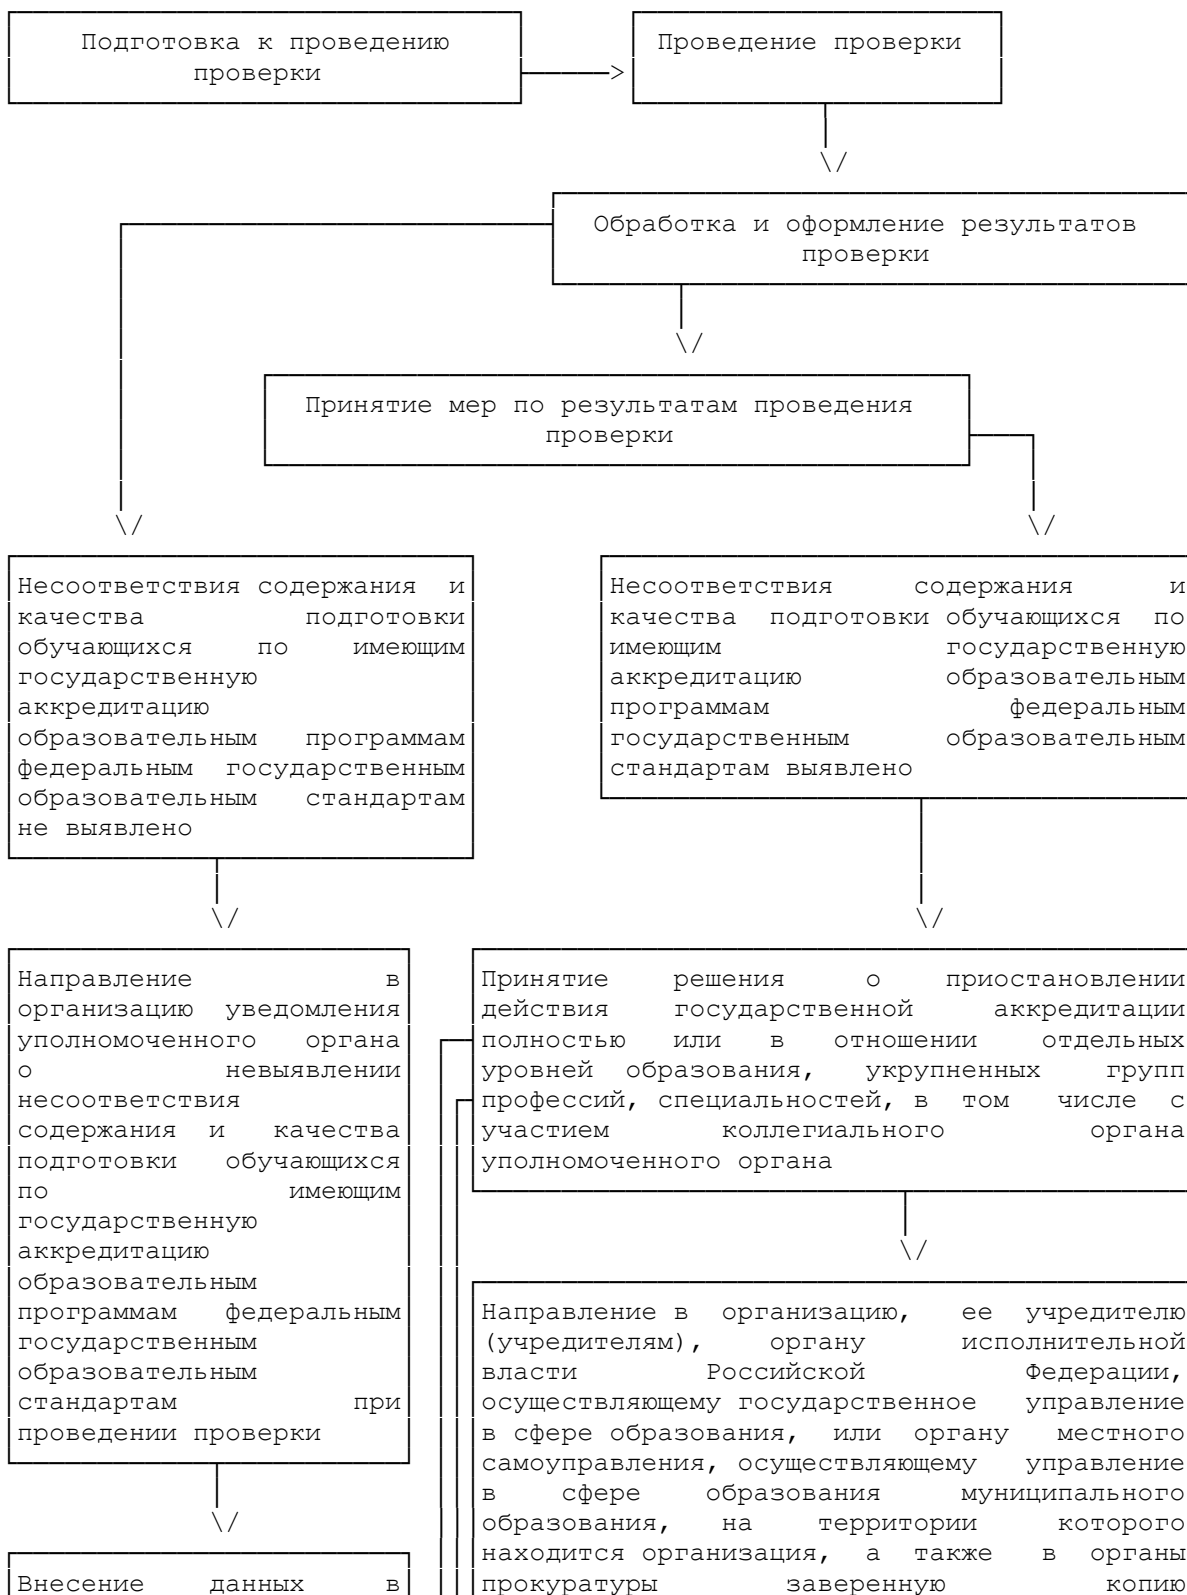 Подготовка к проведению
проверки
Проведение проверки
Обработка и оформление результатов
проверки
Принятие мер по результатам проведения
проверки
Несоответствия содержания и
качества подготовки
обучающихся по имеющим
государственную
аккредитацию
образовательным программам
федеральным государственным
образовательным стандартам
не выявлено
Несоответствия содержания и
качества подготовки обучающихся по
имеющим государственную
аккредитацию образовательным
программам федеральным
государственным образовательным
стандартам выявлено
Направление в
организацию уведомления
уполномоченного органа
о невыявлении
несоответствия
содержания и качества
подготовки обучающихся
по имеющим
государственную
аккредитацию
образовательным
программам федеральным
государственным
образовательным
стандартам при
проведении проверки
Принятие решения о приостановлении
действия государственной аккредитации
полностью или в отношении отдельных
уровней образования, укрупненных групп
профессий, специальностей, в том числе с
участием коллегиального органа
уполномоченного органа
Направление в организацию, ее учредителю
(учредителям), органу исполнительной
власти Российской Федерации,
осуществляющему государственное управление
в сфере образования, или органу местного
самоуправления, осуществляющему управление
в сфере образования муниципального
образования, на территории которого
находится организация, а также в органы
прокуратуры заверенную копию
Внесение данных в